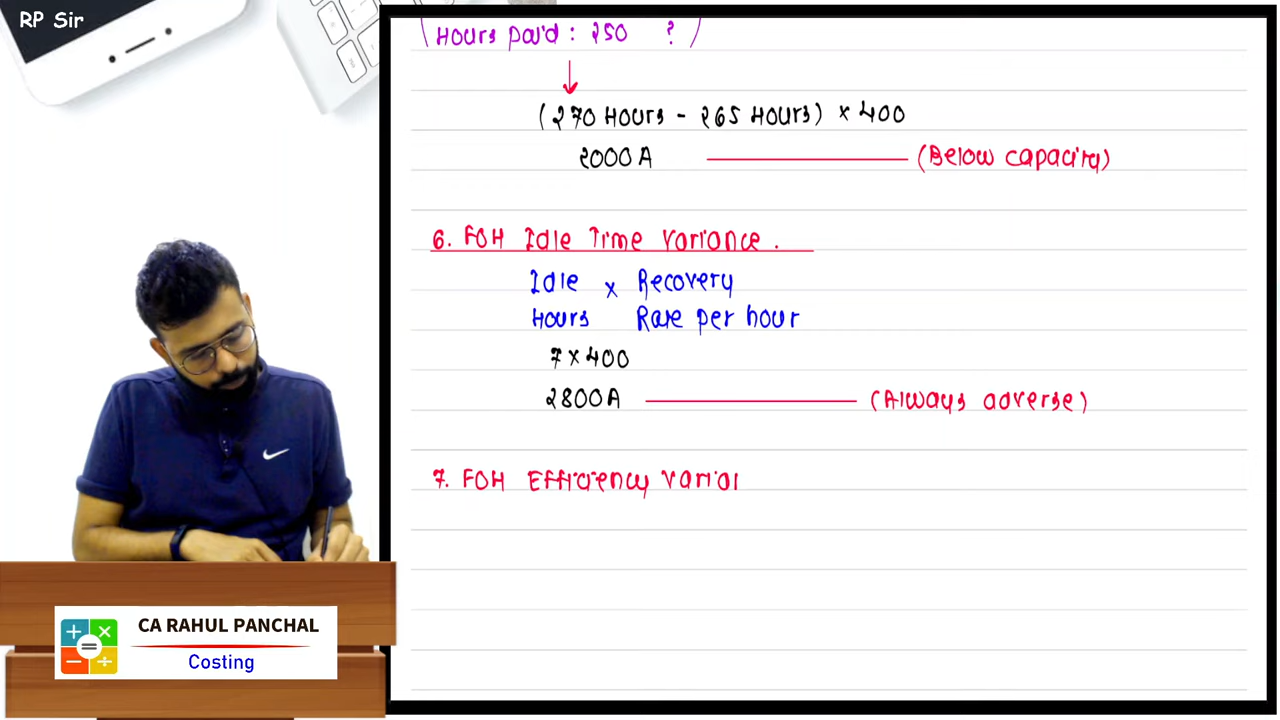 RP Sir
(Hours paid : 250 ?)
(270 Hours - 265 Hours) × 400
2000 A (Below capacity)
6. FOH Idle Time Variance.
Idle × Recovery
Hours Rate per hour
7 × 400
2800 A (Always adverse)
7. FOH Efficiency Varia
CA RAHUL PANCHAL
Costing